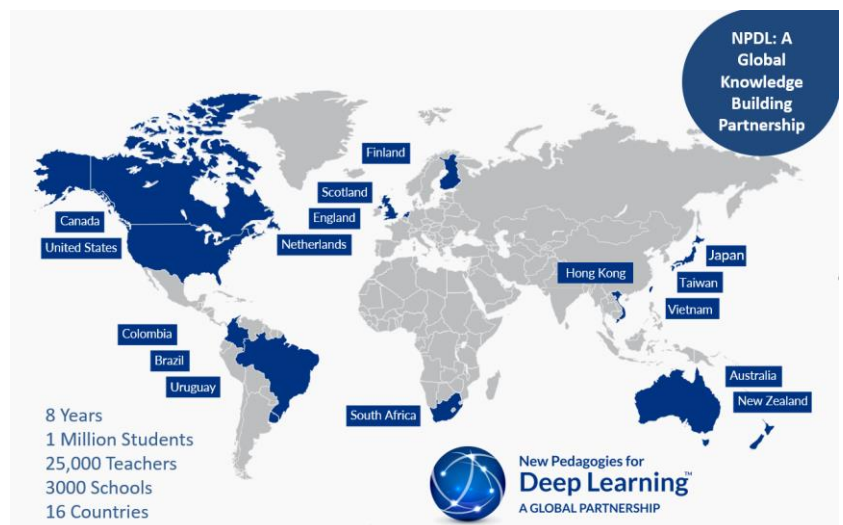 NPDL: A
Global
Knowledge
Building
Partnership
Finland
Scotland
England
Netherlands
Canada
United States
Hong Kong
Japan
Taiwan
Vietnam
Colombia
Brazil
Uruguay
South Africa
Australia
New Zealand
8 Years
1 Million Students
25,000 Teachers
3000 Schools
16 Countries
New Pedagogies for
Deep Learning™
A GLOBAL PARTNERSHIP